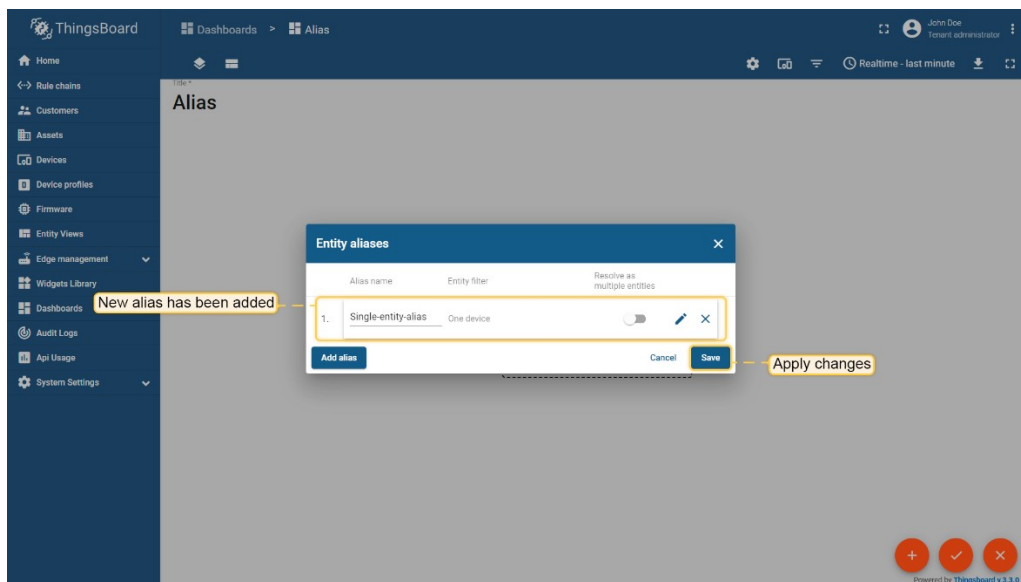 ThingsBoard
Dashboards > Alias
John Doe
Tenant administrator
Home
Realtime - last minute
Rule chains
Title *
Alias
Customers
Assets
Devices
Device profiles
Firmware
Entity Views
Edge management
Widgets Library
Dashboards
Audit Logs
Api Usage
System Settings
Entity aliases
Alias name
Entity filter
Resolve as
multiple entities
New alias has been added
1. Single-entity-alias One device
Add alias
Cancel
Save
Apply changes
Powered by Thingsboard v.3.3.0